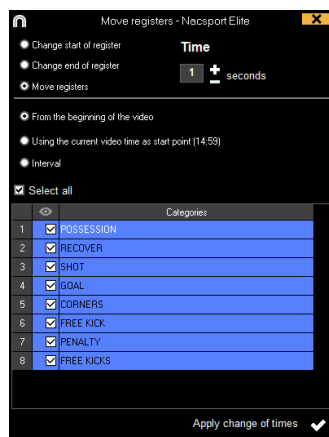 Move registers - Nacsport Elite
Change start of register
Change end of register
Move registers
Time
1 seconds
From the beginning of the video
Using the current video time as start point (14:59)
Interval
Select all
Categories
1 POSSESSION
2 RECOVER
3 SHOT
4 GOAL
5 CORNERS
6 FREE KICK
7 PENALTY
8 FREE KICKS
Apply change of times